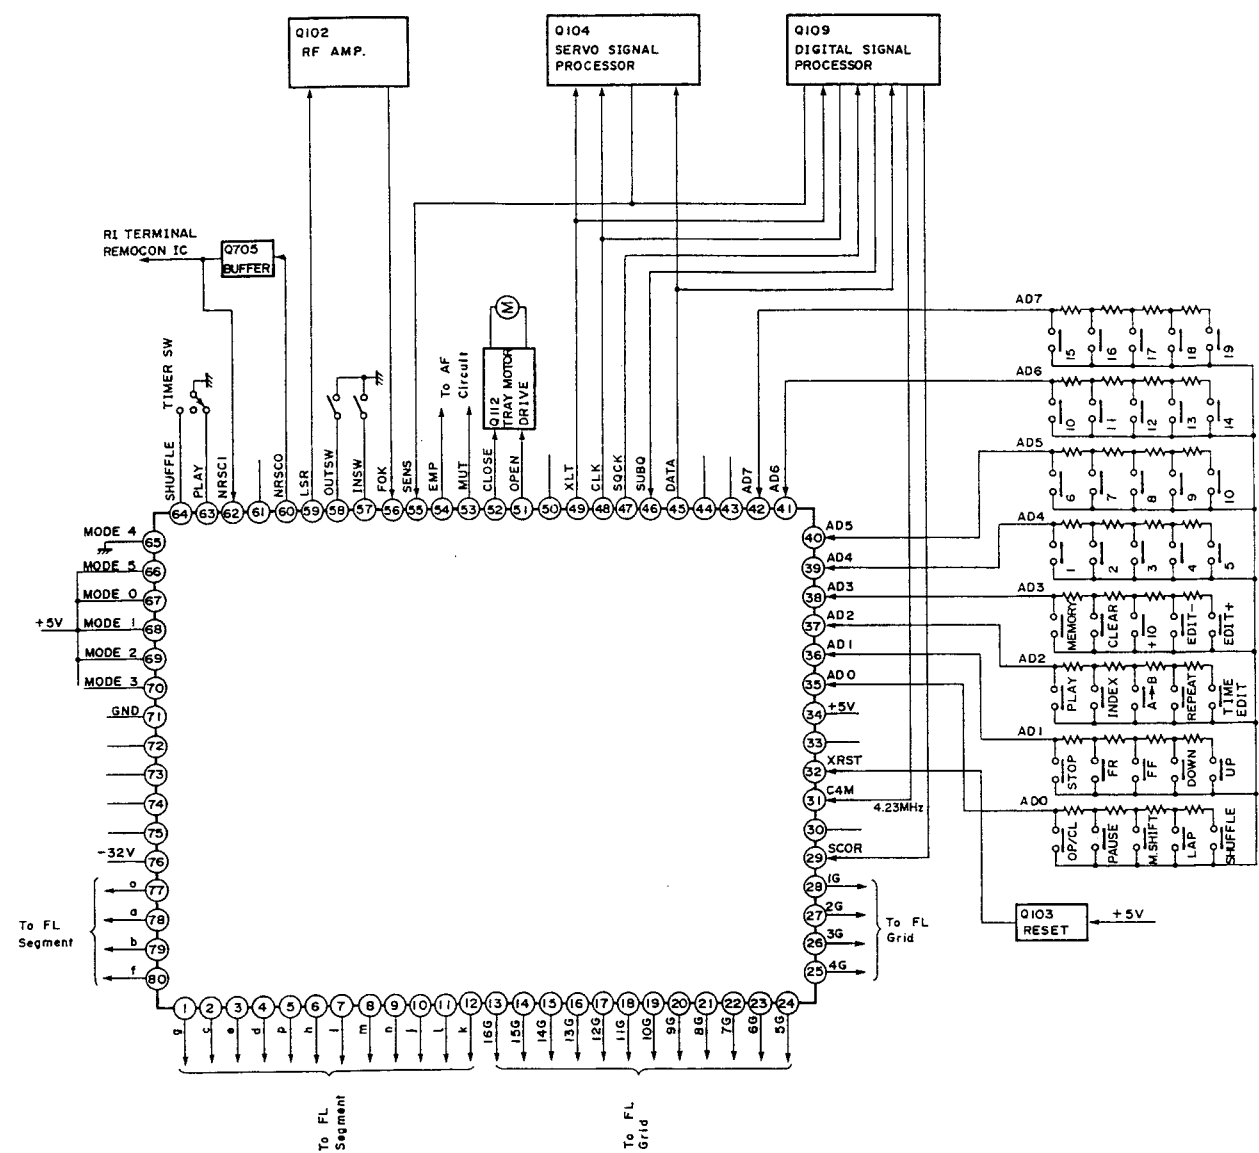 Q102
RF AMP.
Q104
SERVO SIGNAL
PROCESSOR
Q109
DIGITAL SIGNAL
PROCESSOR
RI TERMINAL
REMOCON IC
Q705
BUFFER
M
Q112
TRAY MOTOR
DRIVE
To AF
Circuit
TIMER SW
SHUFFLE
PLAY
NRSCI
NRSCO
LSR
OUTSW
INSW
FOK
SENS
EMP
MUT
CLOSE
OPEN
XLT
CLK
SQCK
SUBQ
DATA
AD7
AD6
64 63 62 61 60 59 58 57 56 55 54 53 52 51 50 49 48 47 46 45 44 43 42 41
MODE 4 65
MODE 5 66
MODE 0 67
+5V MODE 1 68
MODE 2 69
MODE 3 70
GND 71
72
73
74
75
-32V 76
o 77
a 78
b 79
f 80
To FL
Segment
40 AD5
39 AD4
38 AD3
37 AD2
36 AD1
35 AD0
34 +5V
33
32 XRST
31 C4M
4.23MHz
30
29 SCOR
28 1G
27 2G
26 3G
25 4G
To FL
Grid
AD7
15 16 17 18 19
AD6
10 11 12 13 14
AD5
6 7 8 9 10
AD4
1 2 3 4 5
AD3
MEMORY CLEAR +10 EDIT- EDIT+
AD2
PLAY INDEX A→B REPEAT TIME EDIT
AD1
STOP FR FF DOWN UP
AD0
OP/CL PAUSE M.SHIFT LAP SHUFFLE
Q103
RESET
+5V
1 2 3 4 5 6 7 8 9 10 11 12 13 14 15 16 17 18 19 20 21 22 23 24
g c e d p h i m n j l k 16G 15G 14G 13G 12G 11G 10G 9G 8G 7G 6G 5G
To FL
Segment
To FL
Grid